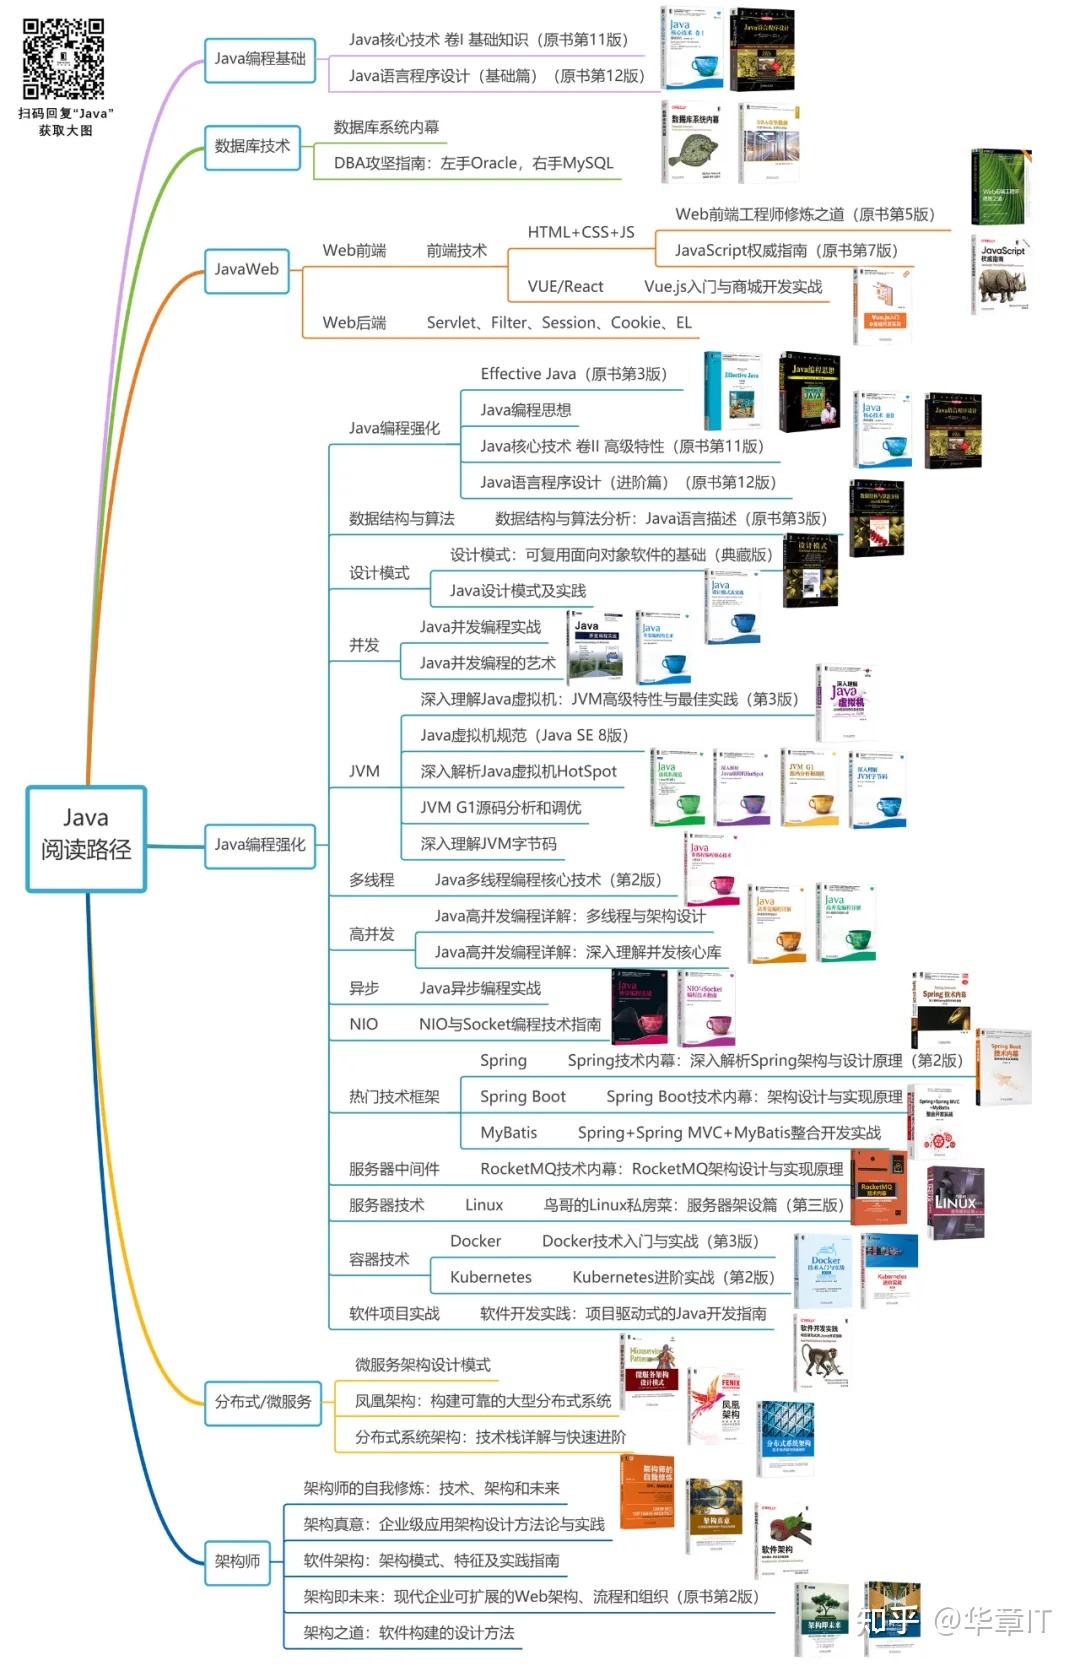 扫码回复“Java”
获取大图
Java
阅读路径
Java编程基础
Java核心技术 卷I 基础知识（原书第11版）
Java语言程序设计（基础篇）（原书第12版）
数据库技术
数据库系统内幕
DBA攻坚指南：左手Oracle，右手MySQL
JavaWeb
Web前端
前端技术
HTML+CSS+JS
Web前端工程师修炼之道（原书第5版）
JavaScript权威指南（原书第7版）
VUE/React
Vue.js入门与商城开发实战
Web后端
Servlet、Filter、Session、Cookie、EL
Java编程强化
Java编程强化
Effective Java（原书第3版）
Java编程思想
Java核心技术 卷II 高级特性（原书第11版）
Java语言程序设计（进阶篇）（原书第12版）
数据结构与算法
数据结构与算法分析：Java语言描述（原书第3版）
设计模式
设计模式：可复用面向对象软件的基础（典藏版）
Java设计模式及实践
并发
Java并发编程实战
Java并发编程的艺术
JVM
深入理解Java虚拟机：JVM高级特性与最佳实践（第3版）
Java虚拟机规范（Java SE 8版）
深入解析Java虚拟机HotSpot
JVM G1源码分析和调优
深入理解JVM字节码
多线程
Java多线程编程核心技术（第2版）
高并发
Java高并发编程详解：多线程与架构设计
Java高并发编程详解：深入理解并发核心库
异步
Java异步编程实战
NIO
NIO与Socket编程技术指南
热门技术框架
Spring
Spring技术内幕：深入解析Spring架构与设计原理（第2版）
Spring Boot
Spring Boot技术内幕：架构设计与实现原理
MyBatis
Spring+Spring MVC+MyBatis整合开发实战
服务器中间件
RocketMQ技术内幕：RocketMQ架构设计与实现原理
服务器技术
Linux
鸟哥的Linux私房菜：服务器架设篇（第三版）
容器技术
Docker
Docker技术入门与实战（第3版）
Kubernetes
Kubernetes进阶实战（第2版）
软件项目实战
软件开发实践：项目驱动式的Java开发指南
分布式/微服务
微服务架构设计模式
凤凰架构：构建可靠的大型分布式系统
分布式系统架构：技术栈详解与快速进阶
架构师
架构师的自我修炼：技术、架构和未来
架构真意：企业级应用架构设计方法论与实践
软件架构：架构模式、特征及实践指南
架构即未来：现代企业可扩展的Web架构、流程和组织（原书第2版）
架构之道：软件构建的设计方法
知乎 @华章IT